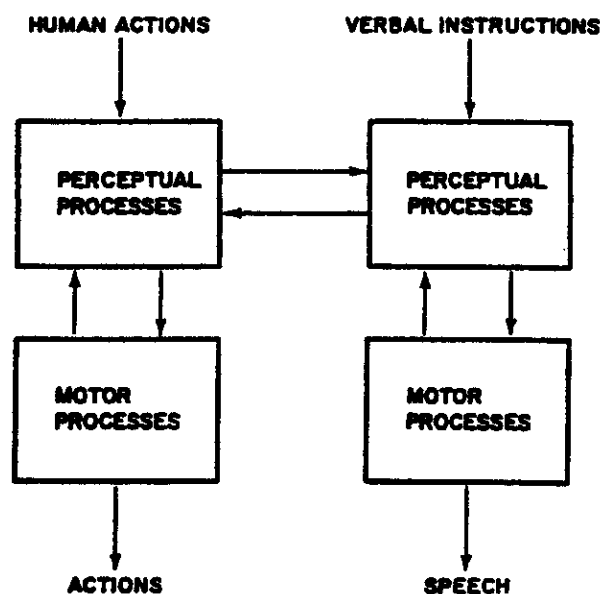 HUMAN ACTIONS
VERBAL INSTRUCTIONS
PERCEPTUAL
PROCESSES
PERCEPTUAL
PROCESSES
MOTOR
PROCESSES
MOTOR
PROCESSES
ACTIONS
SPEECH